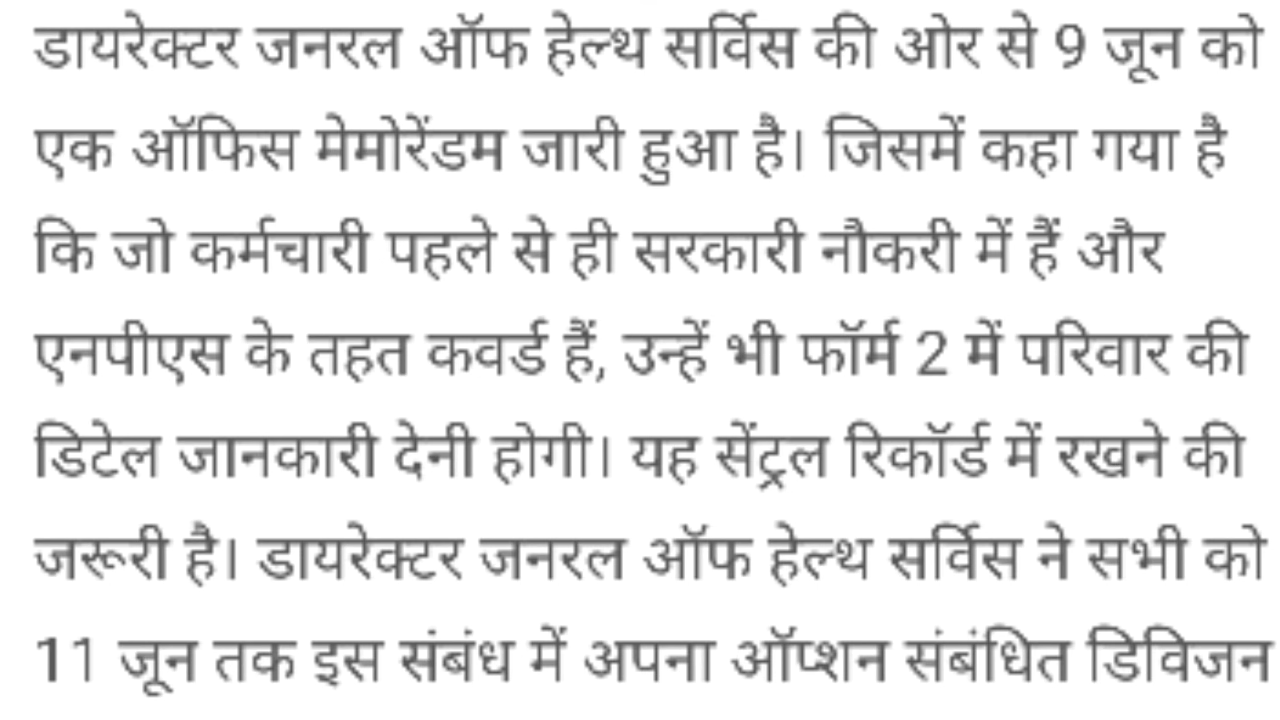 डायरेक्टर जनरल ऑफ हेल्थ सर्विस की ओर से 9 जून को
एक ऑफिस मेमोरेंडम जारी हुआ है। जिसमें कहा गया है
कि जो कर्मचारी पहले से ही सरकारी नौकरी में हैं और
एनपीएस के तहत कवर्ड हैं, उन्हें भी फॉर्म 2 में परिवार की
डिटेल जानकारी देनी होगी। यह सेंट्रल रिकॉर्ड में रखने की
जरूरी है। डायरेक्टर जनरल ऑफ हेल्थ सर्विस ने सभी को
11 जून तक इस संबंध में अपना ऑप्शन संबंधित डिविजन